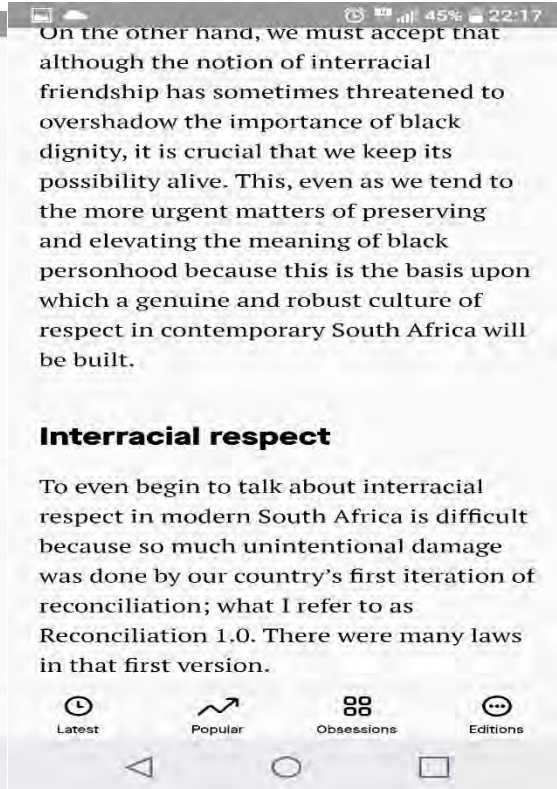 45% 22:17
On the other hand, we must accept that
although the notion of interracial
friendship has sometimes threatened to
overshadow the importance of black
dignity, it is crucial that we keep its
possibility alive. This, even as we tend to
the more urgent matters of preserving
and elevating the meaning of black
personhood because this is the basis upon
which a genuine and robust culture of
respect in contemporary South Africa will
be built.
Interracial respect
To even begin to talk about interracial
respect in modern South Africa is difficult
because so much unintentional damage
was done by our country’s first iteration of
reconciliation; what I refer to as
Reconciliation 1.0. There were many laws
in that first version.
Latest Popular Obsessions Editions